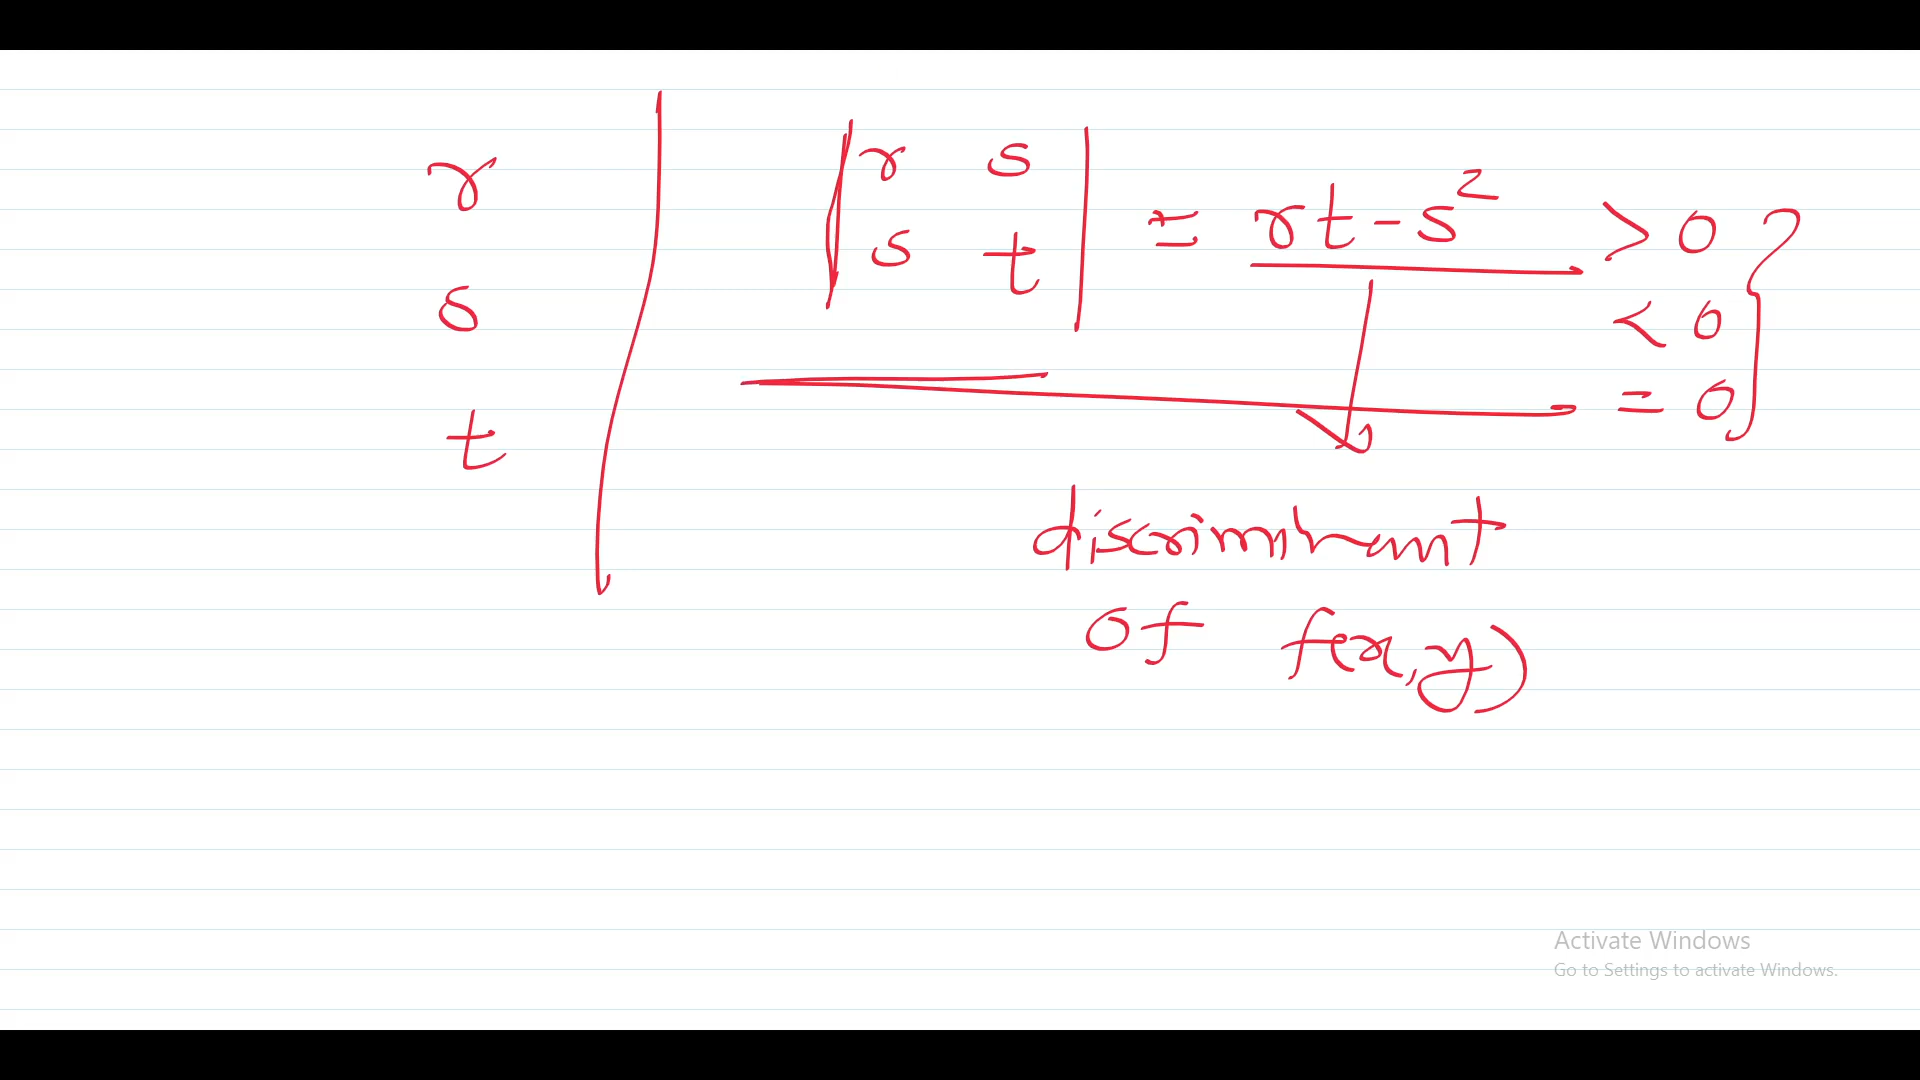 r
s
t
| r s |
| s t | = rt - s² > 0
< 0
= 0
discriminant
of f(x,y)
Activate Windows
Go to Settings to activate Windows.